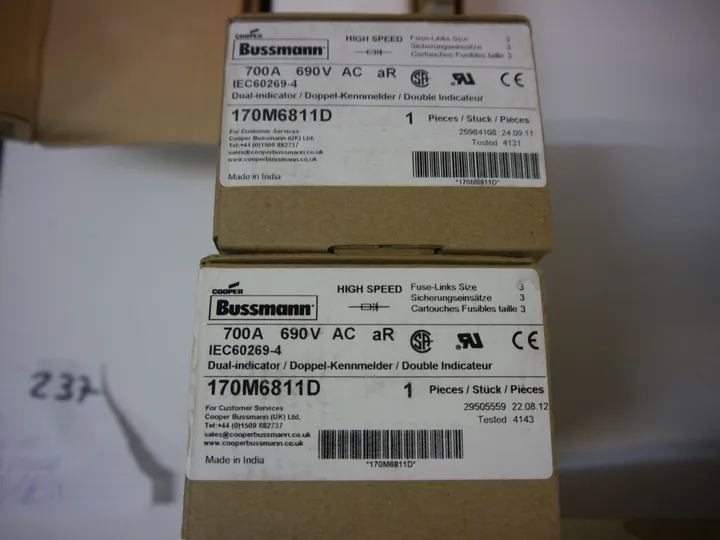 COOPER
Bussmann
HIGH SPEED
Fuse-Links Size 3
Sicherungseinsätze 3
Cartouches Fusibles taille 3
700A 690V AC aR
IEC60269-4
Dual-indicator / Doppel-Kennmelder / Double Indicateur
170M6811D
1 Pieces / Stück / Pièces
For Customer Services
Cooper Bussmann (UK) Ltd,
Tel:+44 (0)1509 882737
sales@cooperbussmann.co.uk
www.cooperbussmann.co.uk
25984108 24.09.11
Tested 4131
Made in India
*170M6811D*
COOPER
Bussmann
HIGH SPEED
Fuse-Links Size 3
Sicherungseinsätze 3
Cartouches Fusibles taille 3
700A 690V AC aR
IEC60269-4
Dual-indicator / Doppel-Kennmelder / Double Indicateur
170M6811D
1 Pieces / Stück / Pièces
For Customer Services
Cooper Bussmann (UK) Ltd,
Tel:+44 (0)1509 882737
sales@cooperbussmann.co.uk
www.cooperbussmann.co.uk
29505559 22.08.12
Tested 4143
Made in India
*170M6811D*
237